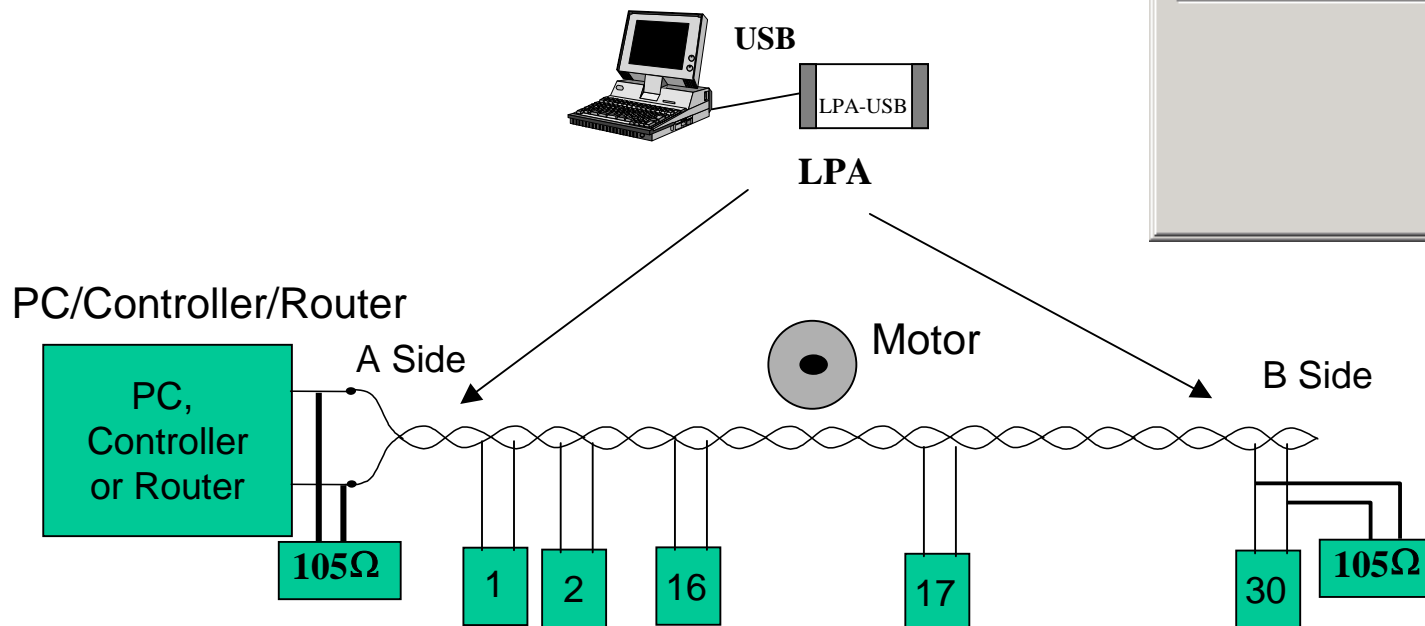 USB
LPA-USB
LPA
PC/Controller/Router
A Side
Motor
B Side
PC,
Controller
or Router
105Ω
1
2
16
17
30
105Ω